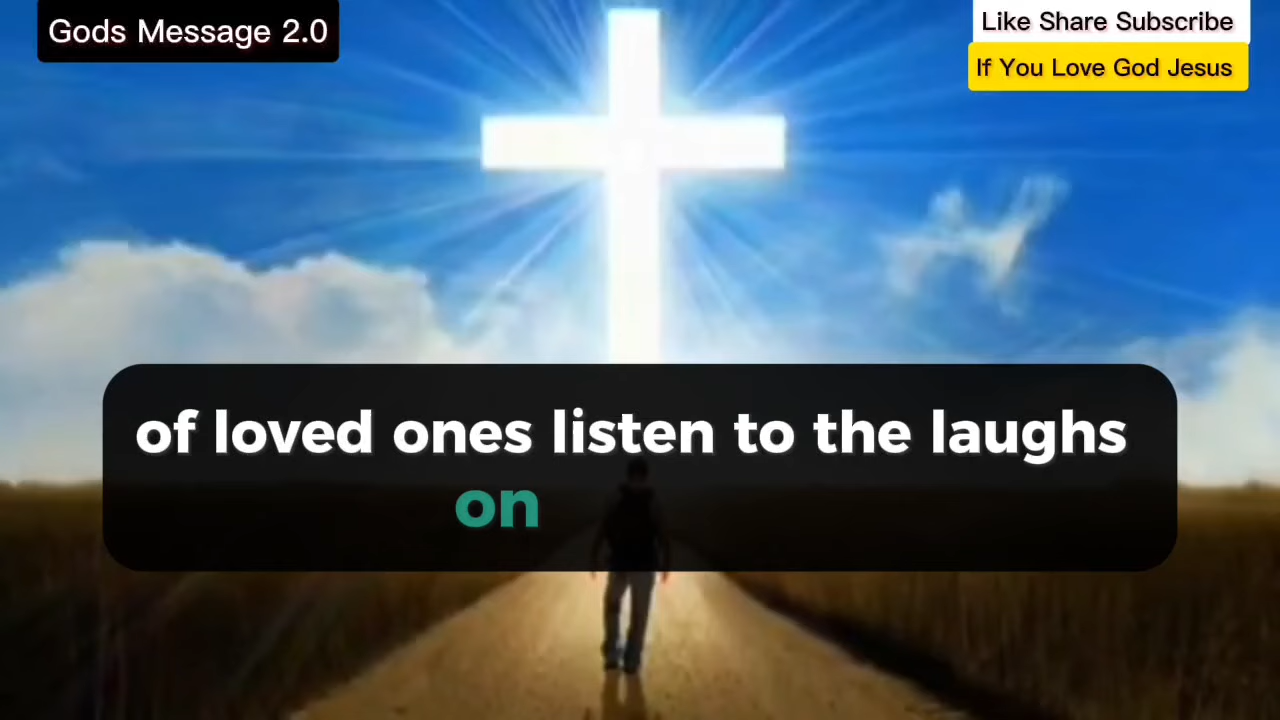 Gods Message 2.0
Like Share Subscribe
If You Love God Jesus
of loved ones listen to the laughs
on